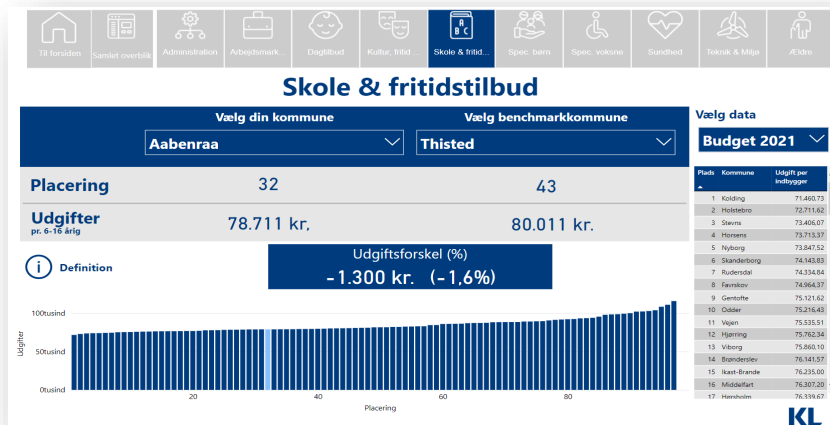 Til forsiden
Samlet overblik
Administration
Arbejdsmark...
Dagtilbud
Kultur, fritid ...
Skole & fritid...
Spec. børn
Spec. voksne
Sundhed
Teknik & Miljø
Ældre
A
B C
Skole & fritidstilbud
Vælg din kommune
Vælg benchmarkkommune
Aabenraa
Thisted
Placering
32
43
Udgifter
pr. 6-16 årig
78.711 kr.
80.011 kr.
i Definition
Udgiftsforskel (%)
-1.300 kr. (-1,6%)
100tusind
50tusind
0tusind
Udgifter
20 40 60 80
Placering
Vælg data
Budget 2021
Plads Kommune Udgift per
indbygger
1 Kolding 71.460,73
2 Holstebro 72.711,62
3 Stevns 73.406,07
4 Horsens 73.713,37
5 Nyborg 73.847,52
6 Skanderborg 74.143,83
7 Rudersdal 74.334,84
8 Favrskov 74.964,37
9 Gentofte 75.121,62
10 Odder 75.216,43
11 Vejen 75.535,51
12 Hjørring 75.762,34
13 Viborg 75.860,10
14 Brønderslev 76.141,57
15 Ikast-Brande 76.235,00
16 Middelfart 76.307,20
17 Hørsholm 76.339,67
KL